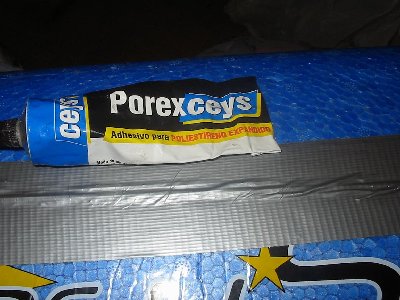 ceys
Porexceys
Adhesivo para POLIESTIRENO EXPANDIDO